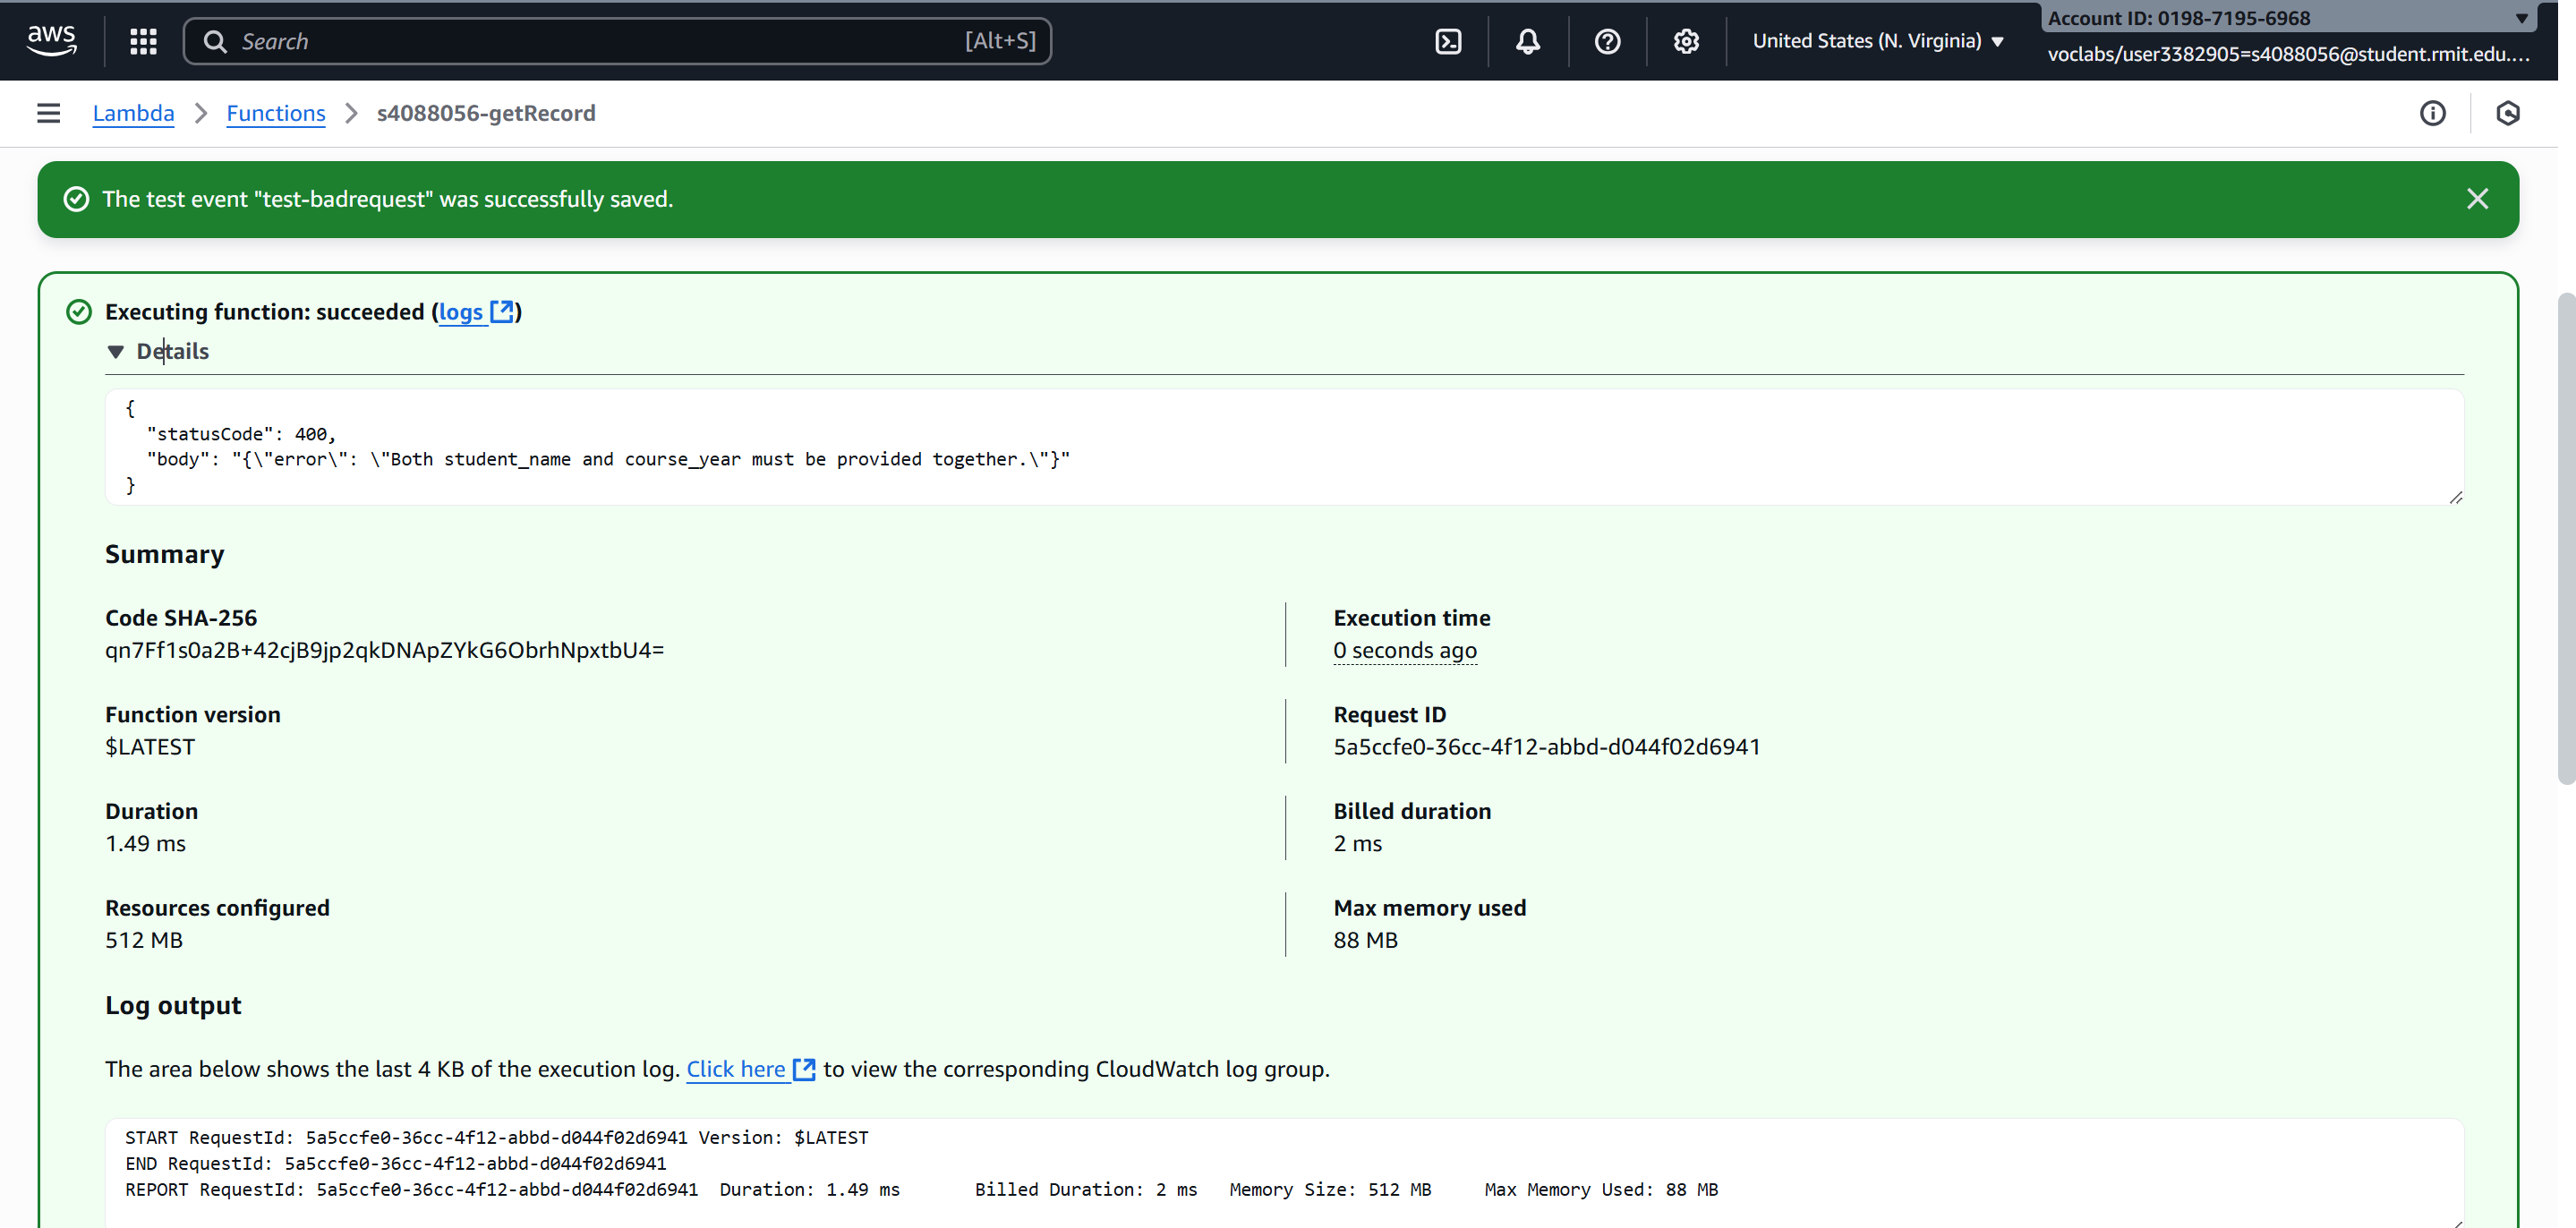 aws
Search
[Alt+S]
United States (N. Virginia)
Account ID: 0198-7195-6968
voclabs/user3382905=s4088056@student.rmit.edu....
Lambda
Functions
s4088056-getRecord
The test event "test-badrequest" was successfully saved.
Executing function: succeeded (logs)
Details
{
"statusCode": 400,
"body": "{\"error\": \"Both student_name and course_year must be provided together.\"}"
}
Summary
Code SHA-256
qn7Ff1s0a2B+42cjB9jp2qkDNApZYkG6ObrhNpxtbU4=
Execution time
0 seconds ago
Function version
$LATEST
Request ID
5a5ccfe0-36cc-4f12-abbd-d044f02d6941
Duration
1.49 ms
Billed duration
2 ms
Resources configured
512 MB
Max memory used
88 MB
Log output
The area below shows the last 4 KB of the execution log. Click here to view the corresponding CloudWatch log group.
START RequestId: 5a5ccfe0-36cc-4f12-abbd-d044f02d6941 Version: $LATEST
END RequestId: 5a5ccfe0-36cc-4f12-abbd-d044f02d6941
REPORT RequestId: 5a5ccfe0-36cc-4f12-abbd-d044f02d6941 Duration: 1.49 ms Billed Duration: 2 ms Memory Size: 512 MB Max Memory Used: 88 MB